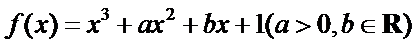 f(x) = x³ + ax² + bx + 1(a > 0, b ∈ R)